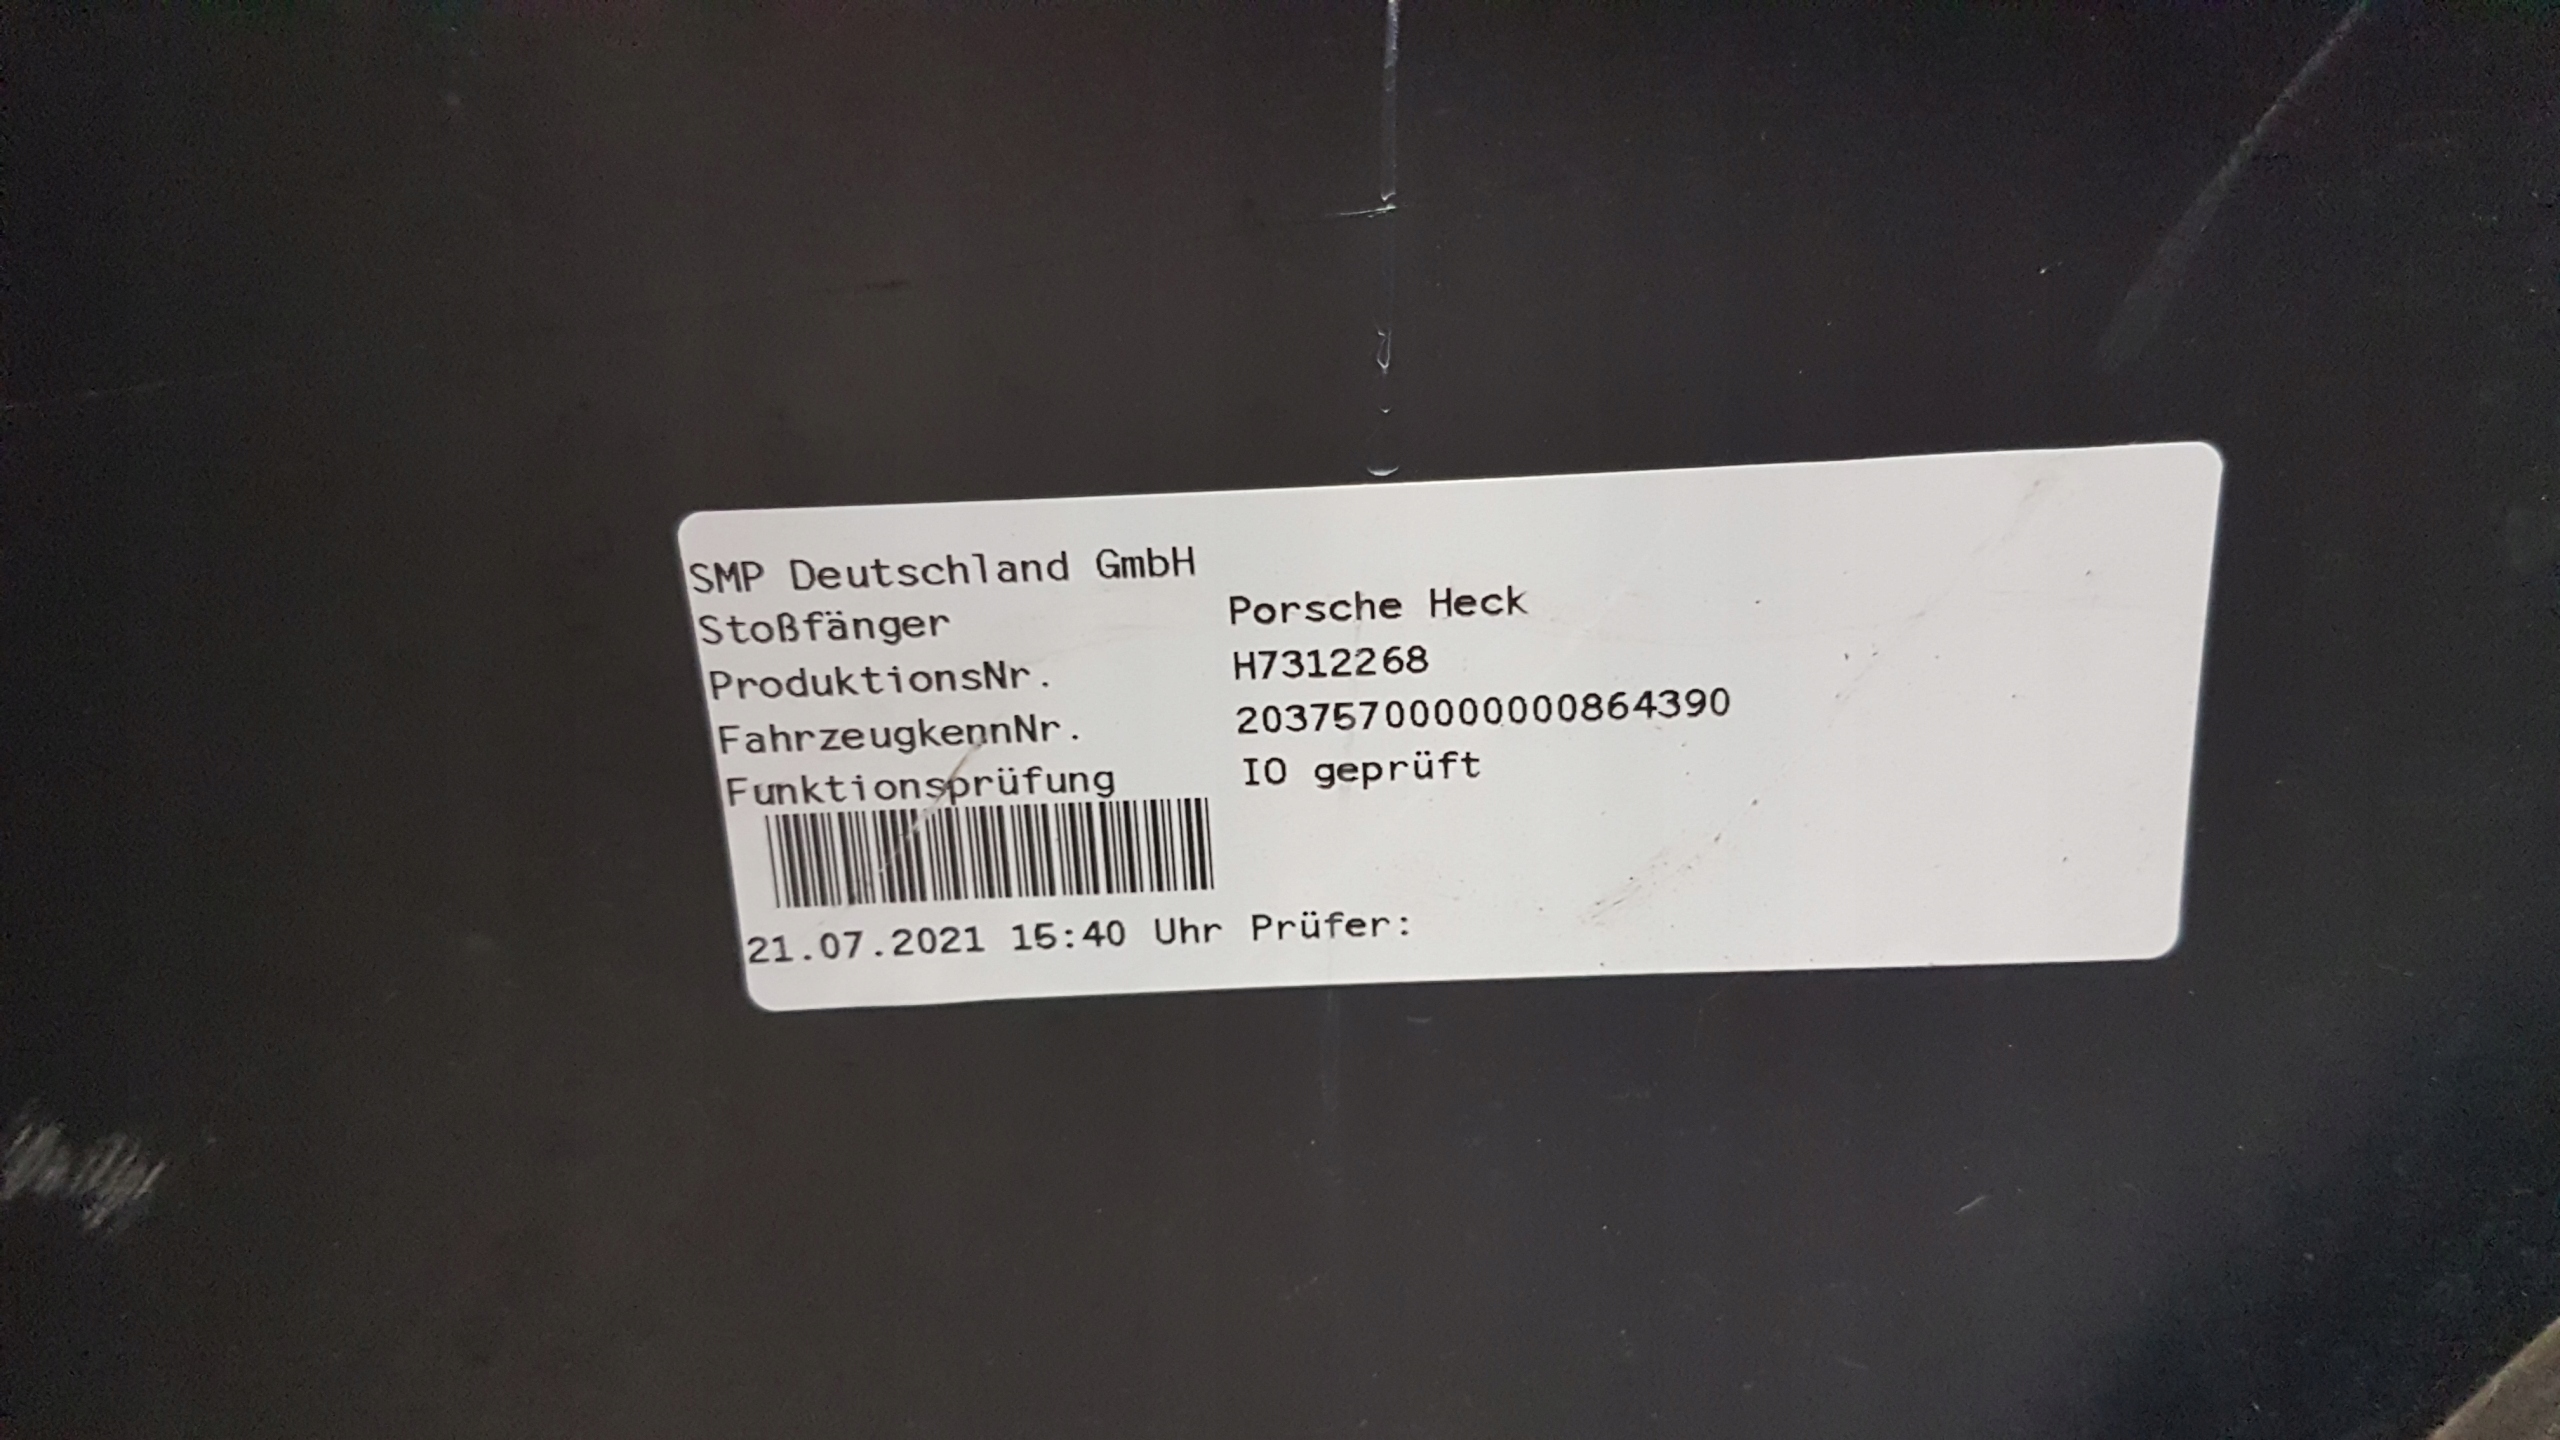 SMP Deutschland GmbH
Stoßfänger Porsche Heck
ProduktionsNr. H7312268
FahrzeugkennNr. 20375700000000864390
Funktionsprüfung IO geprüft
21.07.2021 15:40 Uhr Prüfer: